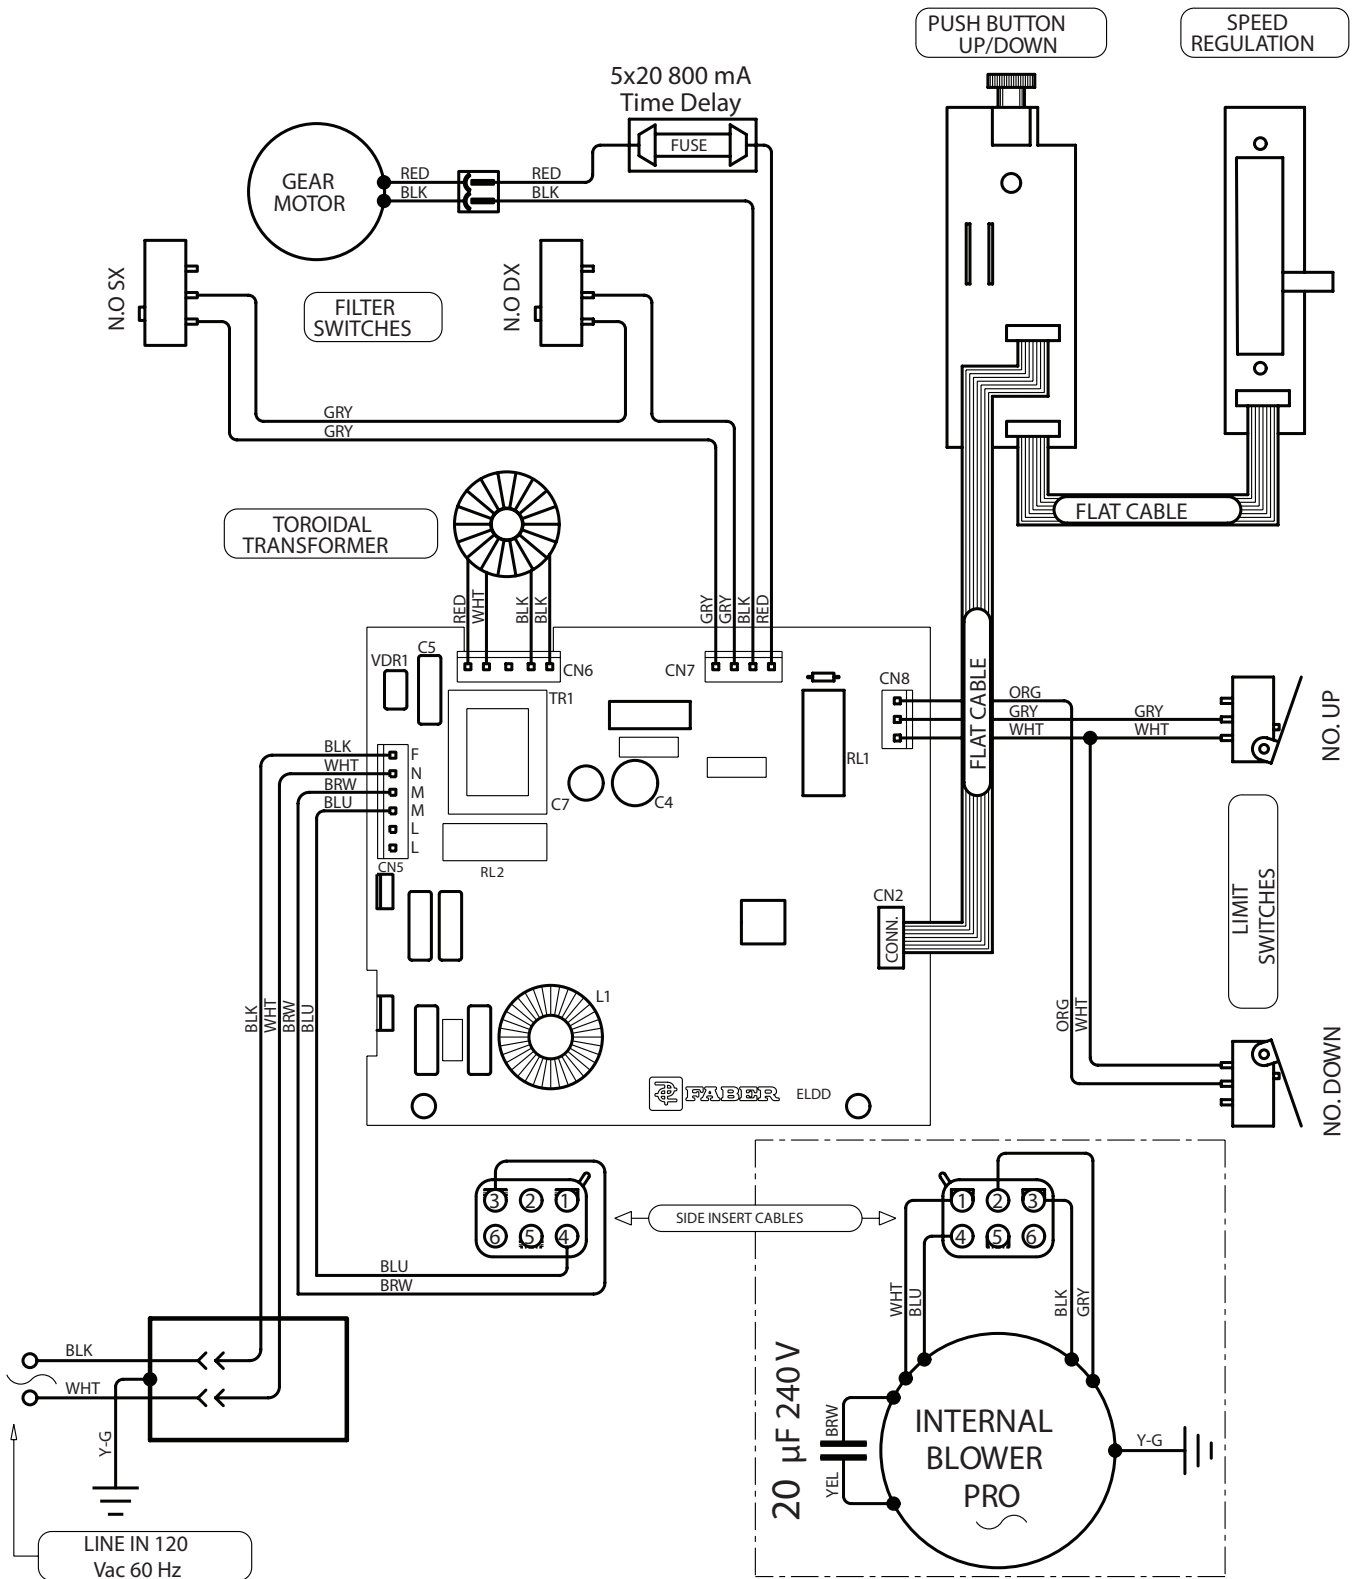 PUSH BUTTON
UP/DOWN
SPEED
REGULATION
5x20 800 mA
Time Delay
FUSE
GEAR
MOTOR
RED
BLK
RED
BLK
N.O SX
FILTER
SWITCHES
N.O DX
GRY
GRY
FLAT CABLE
TOROIDAL
TRANSFORMER
RED
WHT
BLK
BLK
GRY
GRY
BLK
RED
VDR1
C5
CN6
CN7
CN8
TR1
RL1
C7
C4
RL2
FLAT CABLE
ORG
GRY
WHT
GRY
WHT
NO. UP
BLK
WHT
BRW
BLU
F
N
M
M
L
L
CN5
CN2
CONN.
LIMIT
SWITCHES
BLK
WHT
BRW
BLU
L1
ORG
WHT
NO. DOWN
FABER
ELDD
3
2
1
6
5
4
SIDE INSERT CABLES
1
2
3
4
5
6
BLU
BRW
WHT
BLU
BLK
GRY
BLK
WHT
Y-G
20 µF 240 V
BRW
YEL
INTERNAL
BLOWER
PRO
Y-G
LINE IN 120
Vac 60 Hz